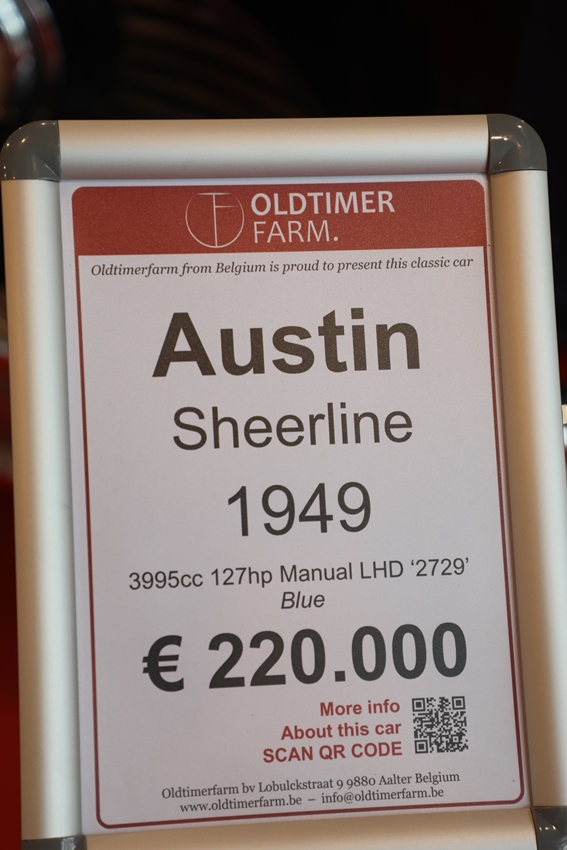 OLDTIMER
FARM.
Oldtimerfarm from Belgium is proud to present this classic car
Austin
Sheerline
1949
3995cc 127hp Manual LHD ‘2729’
Blue
€ 220.000
More info
About this car
SCAN QR CODE
Oldtimerfarm bv Lobulckstraat 9 9880 Aalter Belgium
www.oldtimerfarm.be – info@oldtimerfarm.be